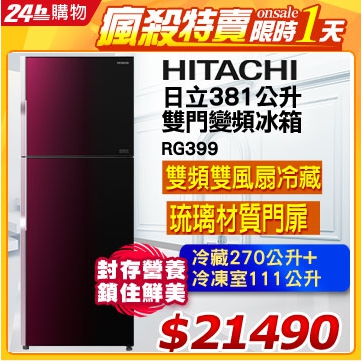 24h購物
瘋殺特賣
onsale
限時1天
HITACHI
日立381公升
雙門變頻冰箱
RG399
雙頻雙風扇冷藏
琉璃材質門扉
封存營養
鎖住鮮美
冷藏270公升+
冷凍室111公升
$21490